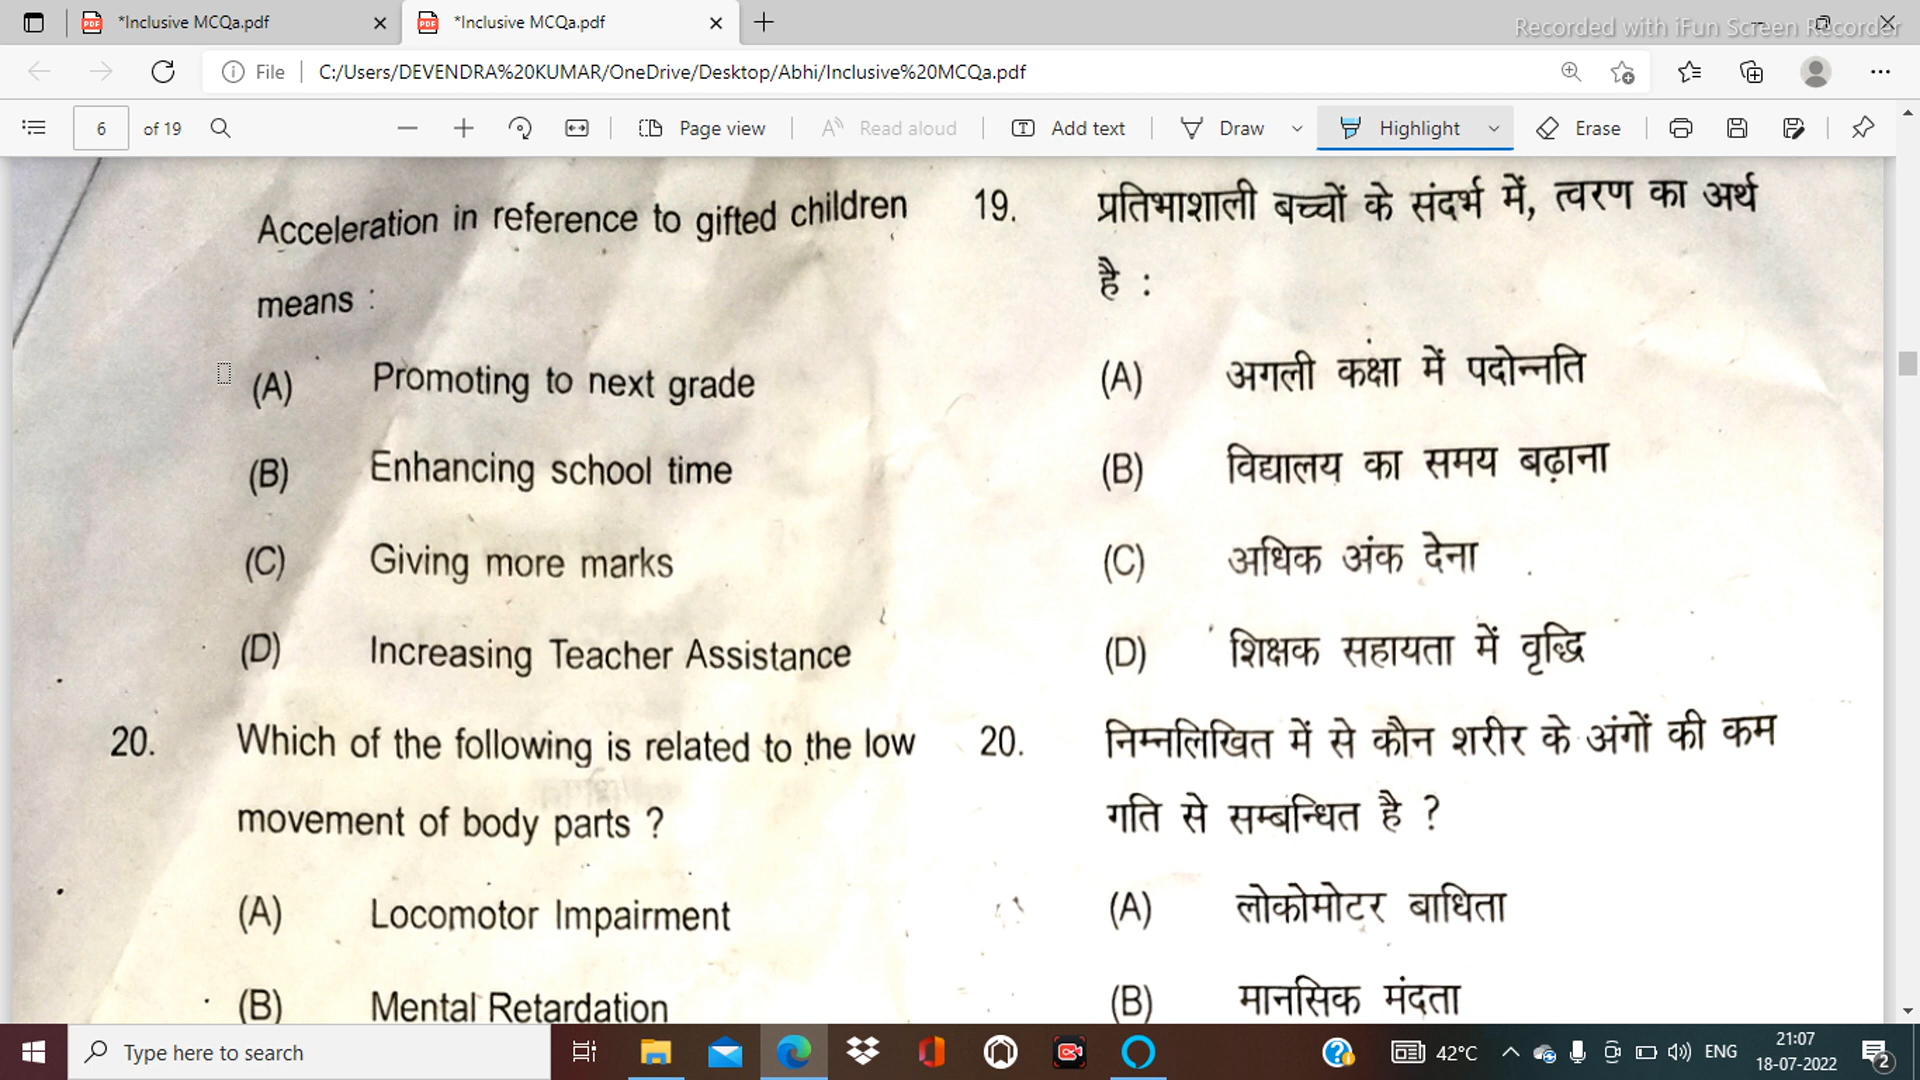 *Inclusive MCQa.pdf
*Inclusive MCQa.pdf
Recorded with iFun Screen Recorder
File
C:/Users/DEVENDRA%20KUMAR/OneDrive/Desktop/Abhi/Inclusive%20MCQa.pdf
6 of 19
Page view
Read aloud
Add text
Draw
Highlight
Erase
Acceleration in reference to gifted children
means :
(A) Promoting to next grade
(B) Enhancing school time
(C) Giving more marks
(D) Increasing Teacher Assistance
20. Which of the following is related to the low
movement of body parts ?
(A) Locomotor Impairment
(B) Mental Retardation
19. प्रतिभाशाली बच्चों के संदर्भ में, त्वरण का अर्थ
है :
(A) अगली कक्षा में पदोन्नति
(B) विद्यालय का समय बढ़ाना
(C) अधिक अंक देना
(D) शिक्षक सहायता में वृद्धि
20. निम्नलिखित में से कौन शरीर के अंगों की कम
गति से सम्बन्धित है ?
(A) लोकोमोटर बाधिता
(B) मानसिक मंदता
Type here to search
42°C
ENG
21:07
18-07-2022
2